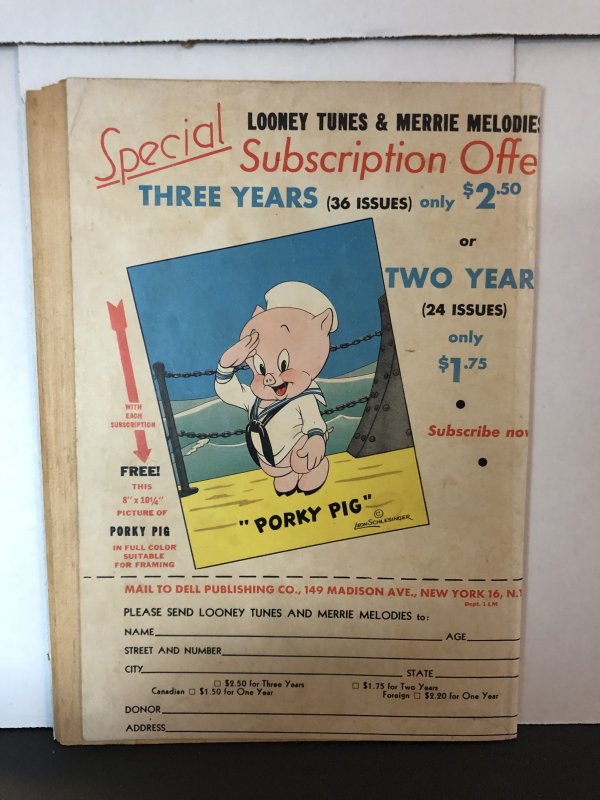 Special LOONEY TUNES & MERRIE MELODIES
Subscription Offe
THREE YEARS (36 ISSUES) only $2.50
or
TWO YEAR
(24 ISSUES)
only
$1.75
Subscribe now
WITH
EACH
SUBSCRIPTION
FREE!
THIS
8" x 10¼"
PICTURE OF
PORKY PIG
IN FULL COLOR
SUITABLE
FOR FRAMING
"PORKY PIG"
©
LEON SCHLESINGER
MAIL TO DELL PUBLISHING CO., 149 MADISON AVE., NEW YORK 16, N.Y
Dept. 1 LM
PLEASE SEND LOONEY TUNES AND MERRIE MELODIES to:
NAME AGE
STREET AND NUMBER
CITY STATE
□ $2.50 for Three Years □ $1.75 for Two Years
Canadian □ $1.50 for One Year Foreign □ $2.20 for One Year
DONOR
ADDRESS